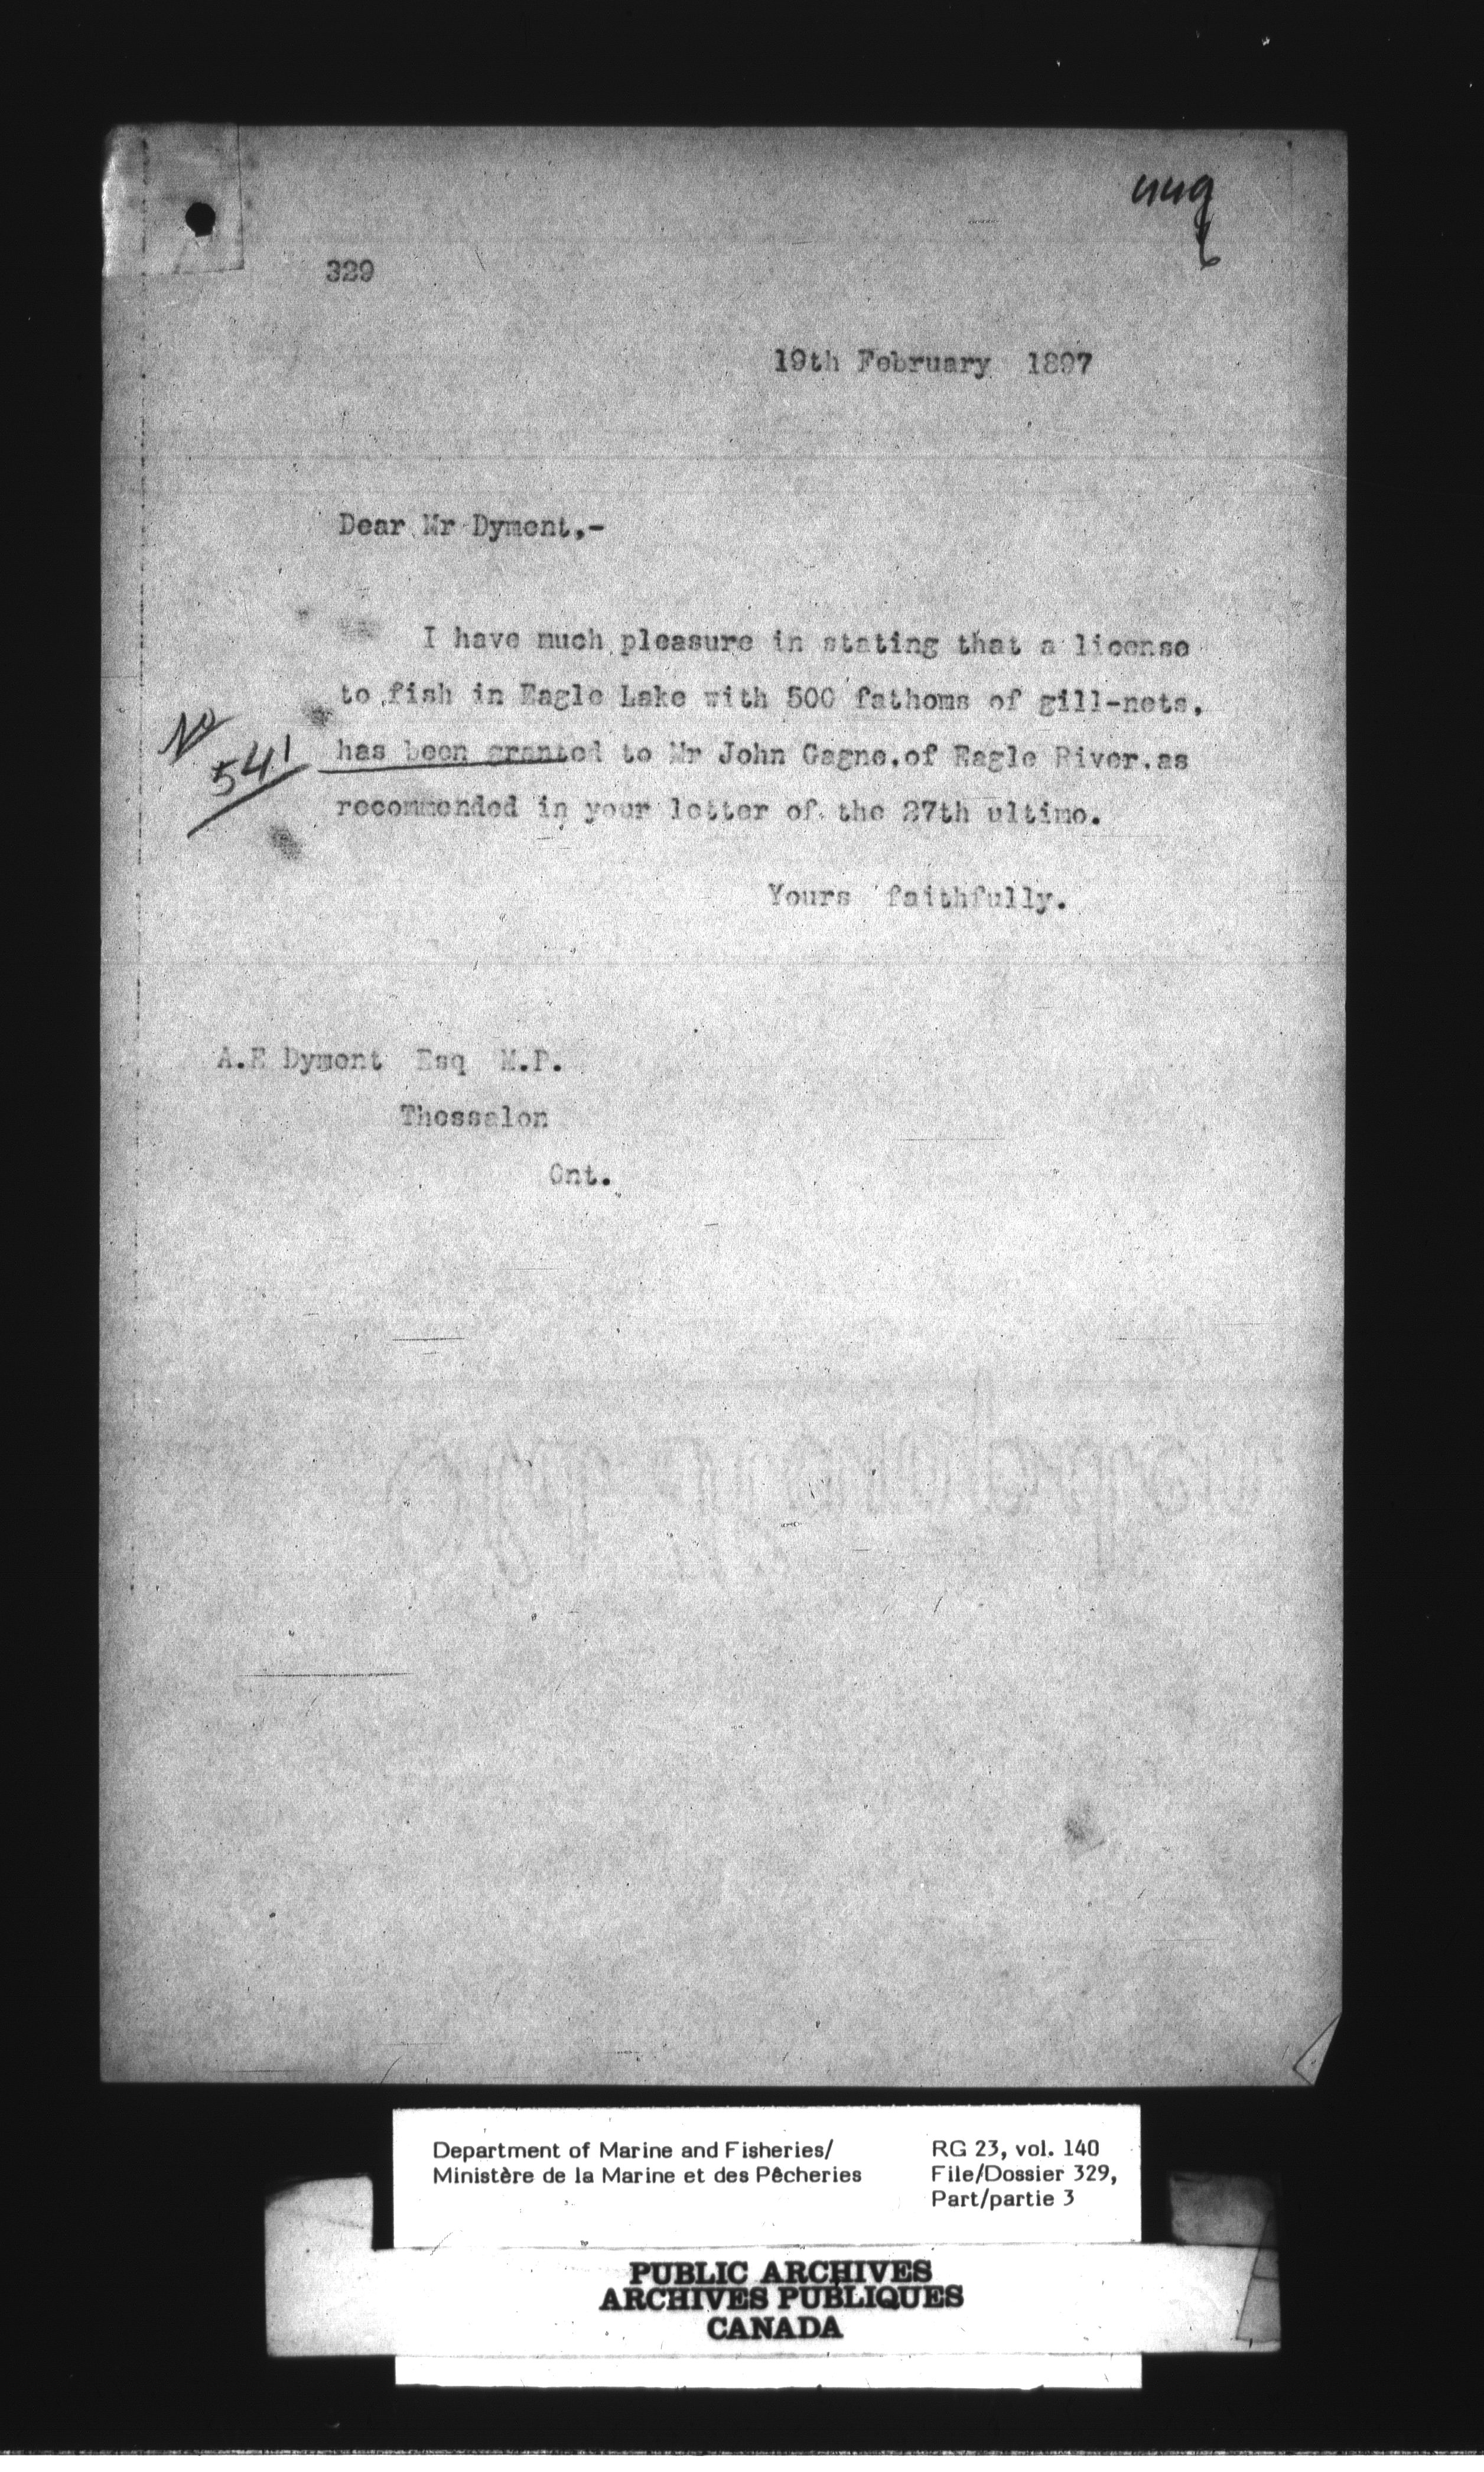 329
19th February 1897
Dear Mr Dyment,-
I have much pleasure in stating that a license
to fish in Eagle Lake with 500 fathoms of gill-nets,
No
541
has been granted to Mr John Gagne,of Eagle River,as
recommended in your letter of the 27th ultimo.
Yours faithfully.
A.E Dyment Esq M.P.
Thessalon
Ont.
Department of Marine and Fisheries/
Ministère de la Marine et des Pêcheries
RG 23, vol. 140
File/Dossier 329,
Part/partie 3
PUBLIC ARCHIVES
ARCHIVES PUBLIQUES
CANADA